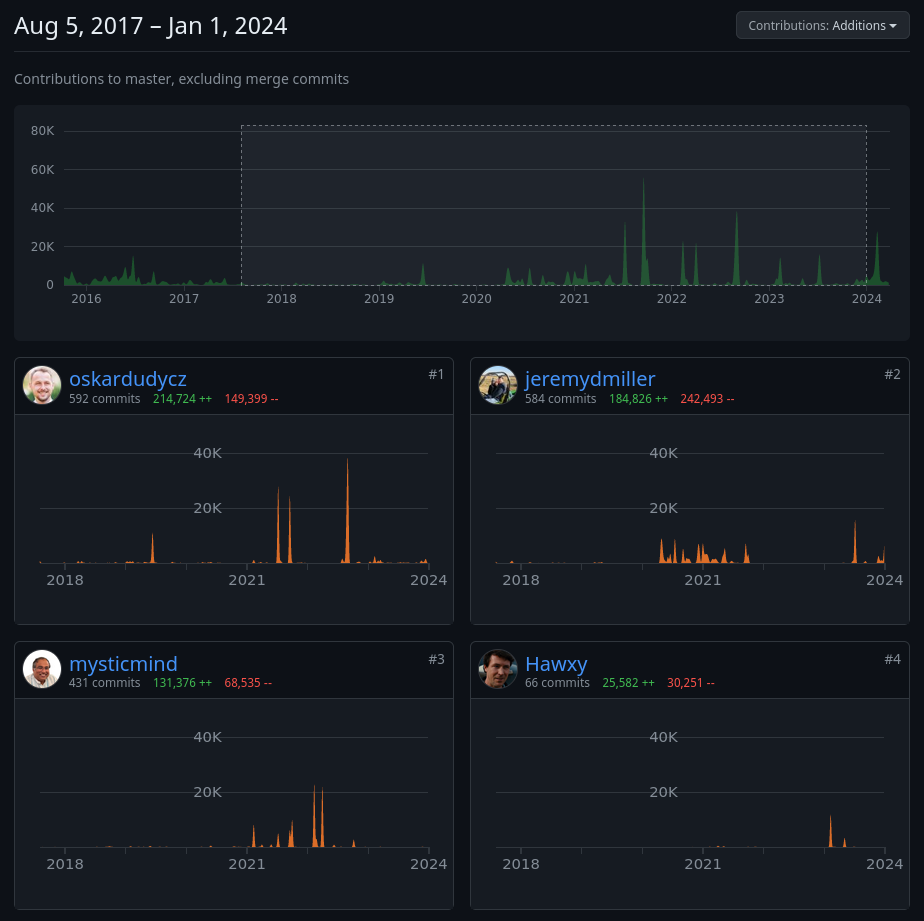 Aug 5, 2017 – Jan 1, 2024
Contributions: Additions
Contributions to master, excluding merge commits
80K
60K
40K
20K
0
2016 2017 2018 2019 2020 2021 2022 2023 2024
oskardudycz #1
592 commits 214,724 ++ 149,399 --
40K
20K
2018 2021 2024
jeremydmiller #2
584 commits 184,826 ++ 242,493 --
40K
20K
2018 2021 2024
mysticmind #3
431 commits 131,376 ++ 68,535 --
40K
20K
2018 2021 2024
Hawxy #4
66 commits 25,582 ++ 30,251 --
40K
20K
2018 2021 2024